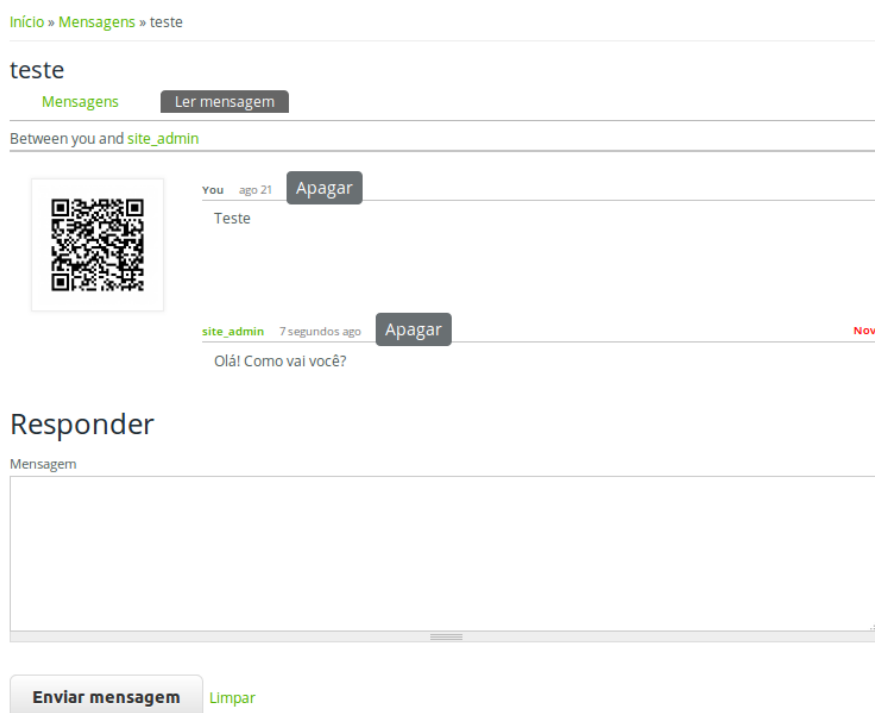 Início » Mensagens » teste
teste
Mensagens Ler mensagem
Between you and site_admin
You ago 21 Apagar
Teste
site_admin 7 segundos ago Apagar Nov
Olá! Como vai você?
Responder
Mensagem
Enviar mensagem Limpar